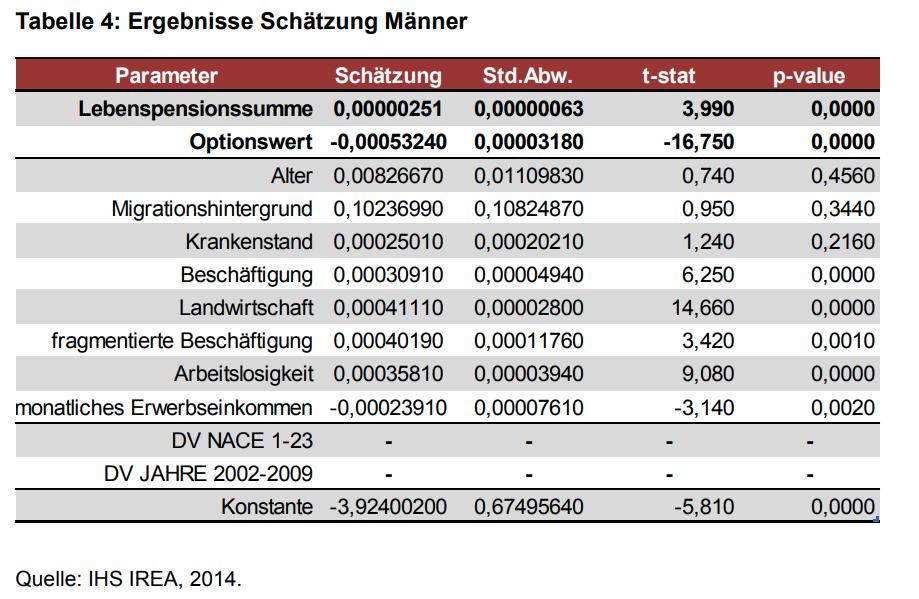 Tabelle 4: Ergebnisse Schätzung Männer
Parameter Schätzung Std.Abw. t-stat p-value
Lebenspensionssumme 0,00000251 0,00000063 3,990 0,0000
Optionswert -0,00053240 0,00003180 -16,750 0,0000
Alter 0,00826670 0,01109830 0,740 0,4560
Migrationshintergrund 0,10236990 0,10824870 0,950 0,3440
Krankenstand 0,00025010 0,00020210 1,240 0,2160
Beschäftigung 0,00030910 0,00004940 6,250 0,0000
Landwirtschaft 0,00041110 0,00002800 14,660 0,0000
fragmentierte Beschäftigung 0,00040190 0,00011760 3,420 0,0010
Arbeitslosigkeit 0,00035810 0,00003940 9,080 0,0000
monatliches Erwerbseinkommen -0,00023910 0,00007610 -3,140 0,0020
DV NACE 1-23 - - - -
DV JAHRE 2002-2009 - - - -
Konstante -3,92400200 0,67495640 -5,810 0,0000
Quelle: IHS IREA, 2014.